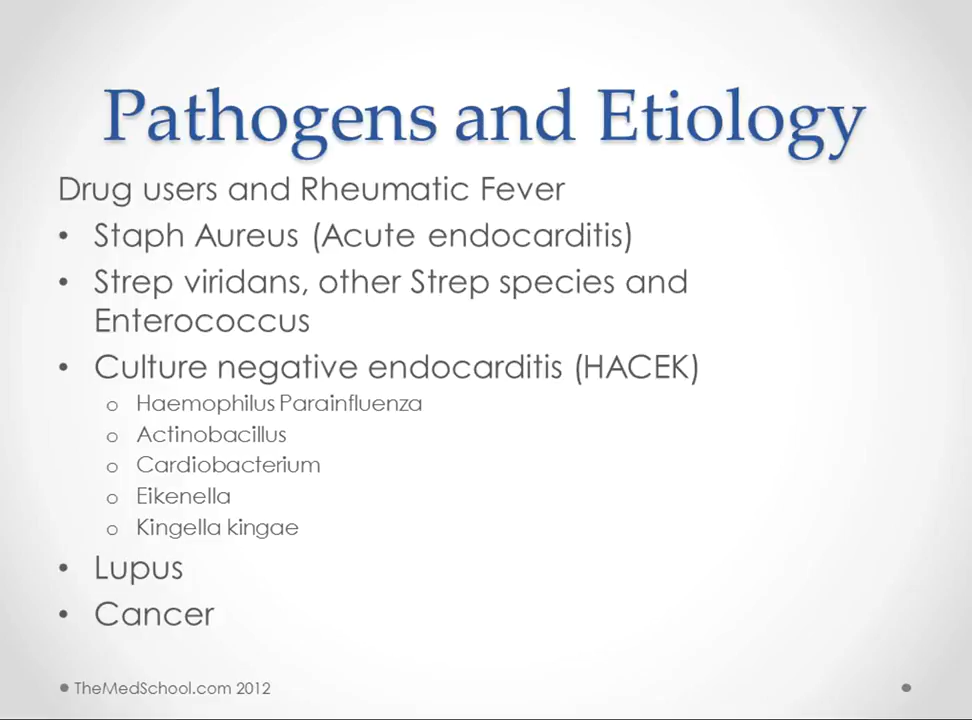 Pathogens and Etiology
Drug users and Rheumatic Fever
• Staph Aureus (Acute endocarditis)
• Strep viridans, other Strep species and
Enterococcus
• Culture negative endocarditis (HACEK)
o Haemophilus Parainfluenza
o Actinobacillus
o Cardiobacterium
o Eikenella
o Kingella kingae
• Lupus
• Cancer
TheMedSchool.com 2012